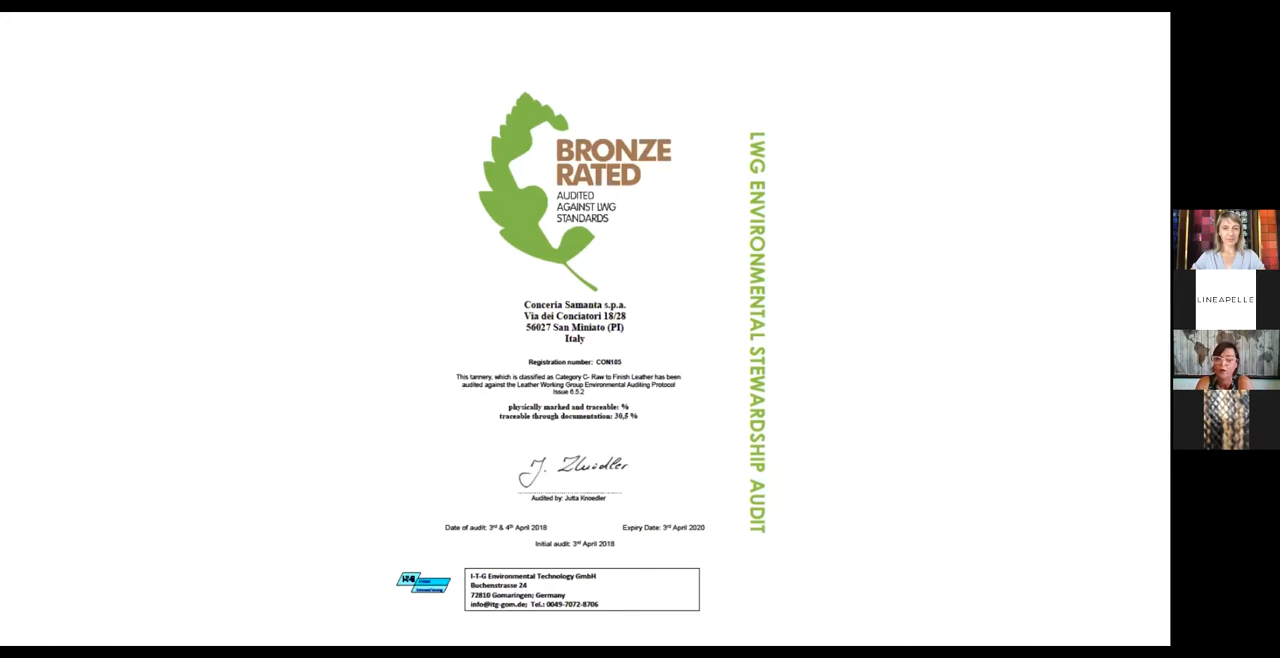 BRONZE
RATED
AUDITED
AGAINST LWG
STANDARDS
LWG ENVIRONMENTAL STEWARDSHIP AUDIT
Conceria Samanta s.p.a.
Via dei Conciatori 18/28
56027 San Miniato (PI)
Italy
Registration number: CON105
This tannery, which is classified as Category C- Raw to Finish Leather has been
audited against the Leather Working Group Environmental Auditing Protocol
Issue 6.5.2
physically marked and traceable: %
traceable through documentation: 30,5 %
Audited by: Jutta Knoedler
Date of audit: 3rd & 4th April 2018
Expiry Date: 3rd April 2020
Initial audit: 3rd April 2018
I-T-G Environmental Technology GmbH
Buchenstrasse 24
72810 Gomaringen; Germany
info@itg-gom.de; Tel.: 0049-7072-8706
LINEAPELLE